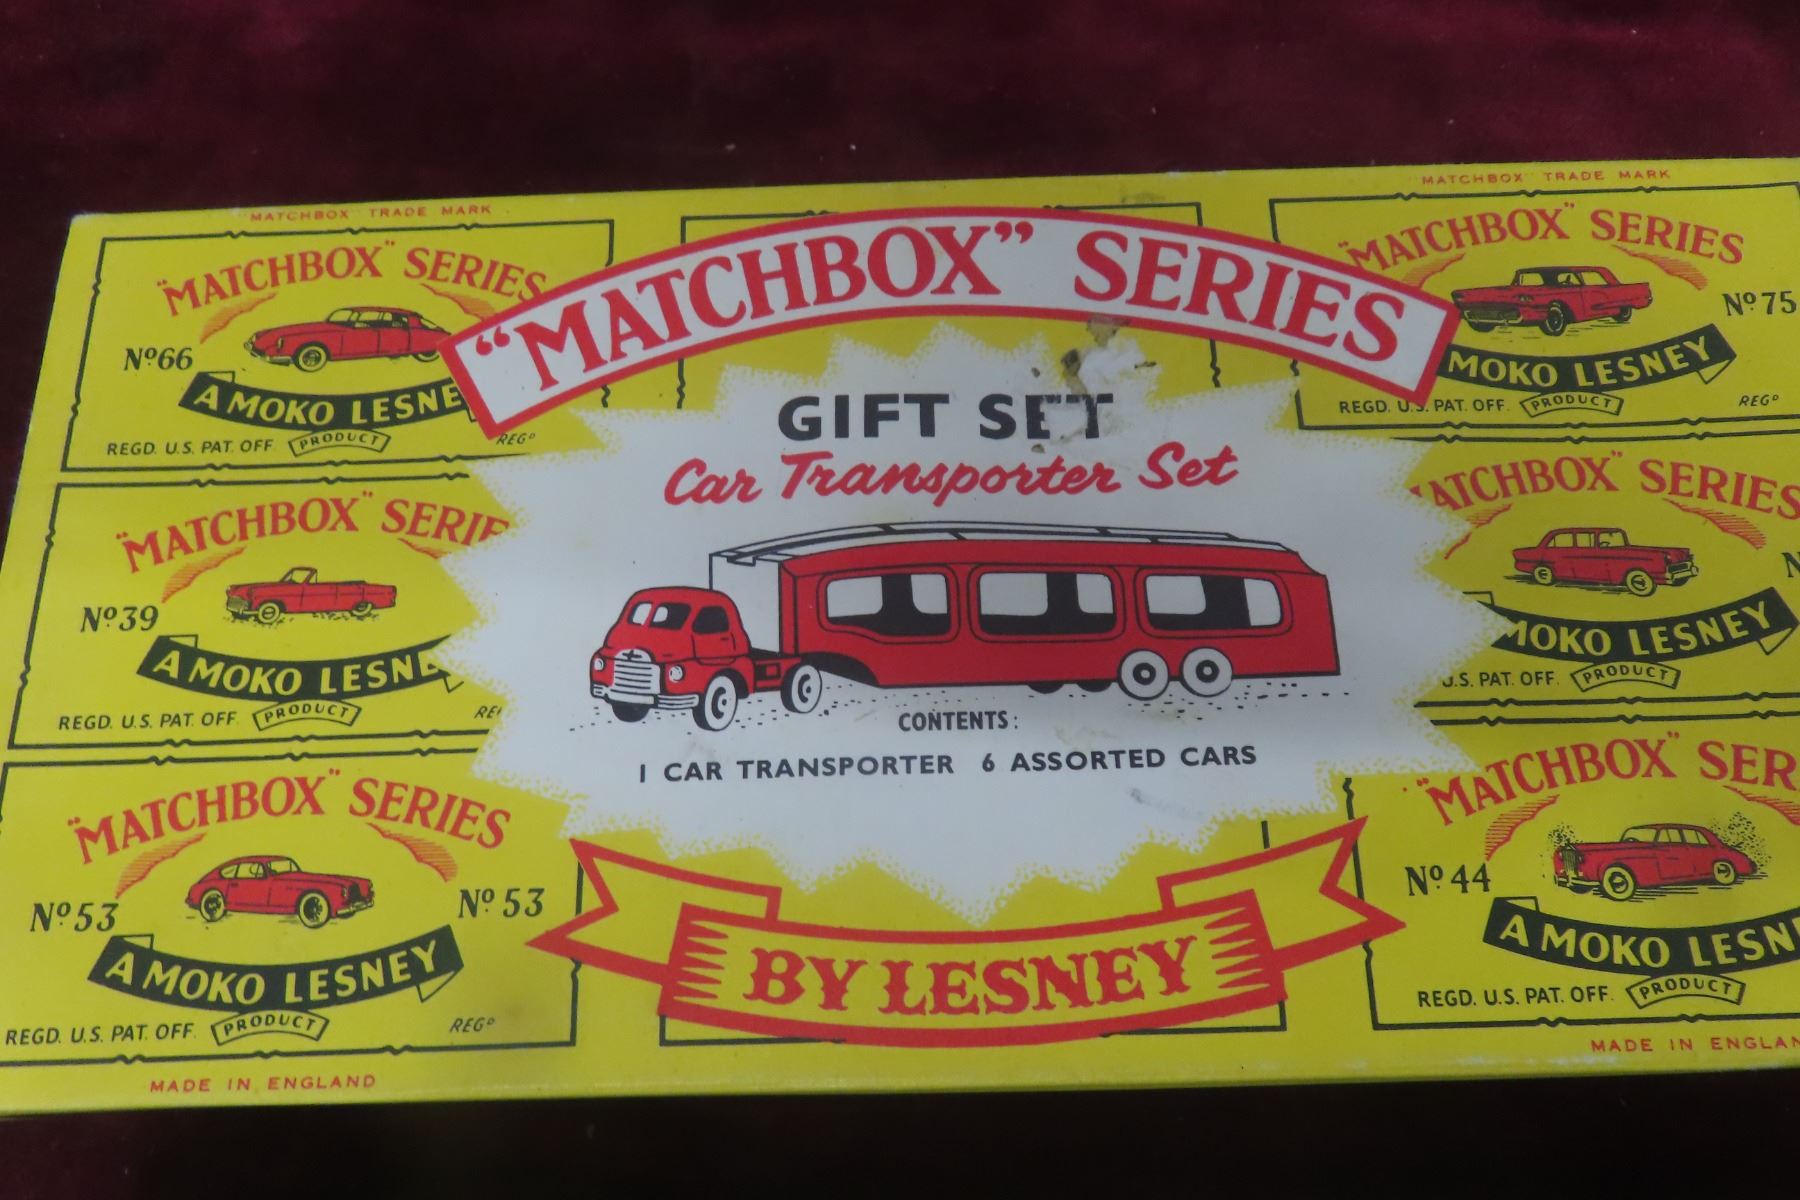 "MATCHBOX" TRADE MARK
"MATCHBOX" SERIES
Nº66
A MOKO LESNE
REGD. U.S. PAT. OFF.
PRODUCT
REGD
"MATCHBOX" SERIE
Nº39
A MOKO LESNE
REGD. U.S. PAT. OFF.
PRODUCT
"MATCHBOX" SERIES
Nº53
Nº53
A MOKO LESNEY
REGD. U.S. PAT. OFF.
PRODUCT
REGD
MADE IN ENGLAND
"MATCHBOX" SERIES
GIFT SET
Car Transporter Set
CONTENTS:
1 CAR TRANSPORTER 6 ASSORTED CARS
BY LESNEY
"MATCHBOX" TRADE MARK
"MATCHBOX" SERIES
Nº75
MOKO LESNEY
REGD. U.S. PAT. OFF.
PRODUCT
REGD
ATCHBOX" SERIES
MOKO LESNEY
U.S. PAT. OFF.
PRODUCT
"MATCHBOX" SER
Nº44
A MOKO LESN
REGD. U.S. PAT. OFF.
PRODUCT
MADE IN ENGLAN